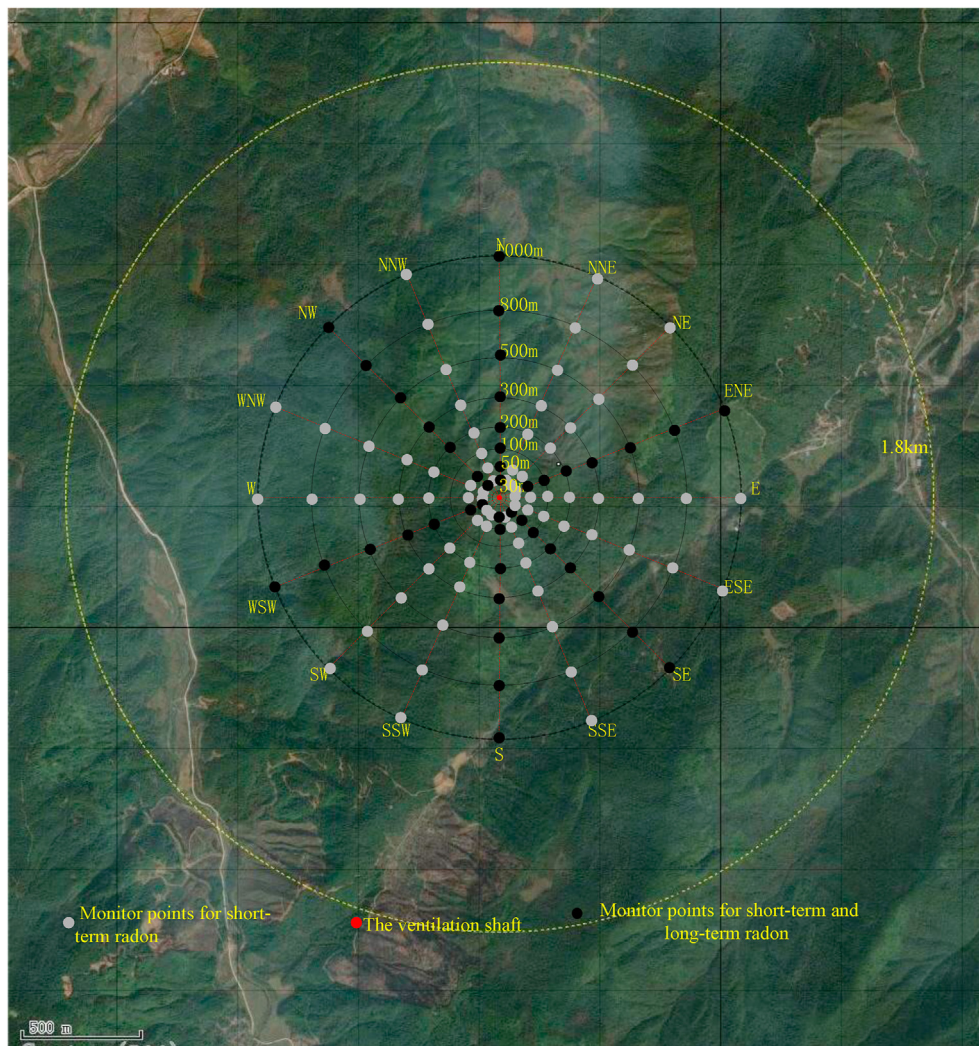 N
1000m
NNW
NNE
800m
NW
NE
500m
300m
ENE
WNW
200m
100m
1.8km
50m
30m
W
E
ESE
WSW
SW
SE
SSW
SSE
S
Monitor points for short-
term radon
The ventilation shaft
Monitor points for short-term and
long-term radon
500 m